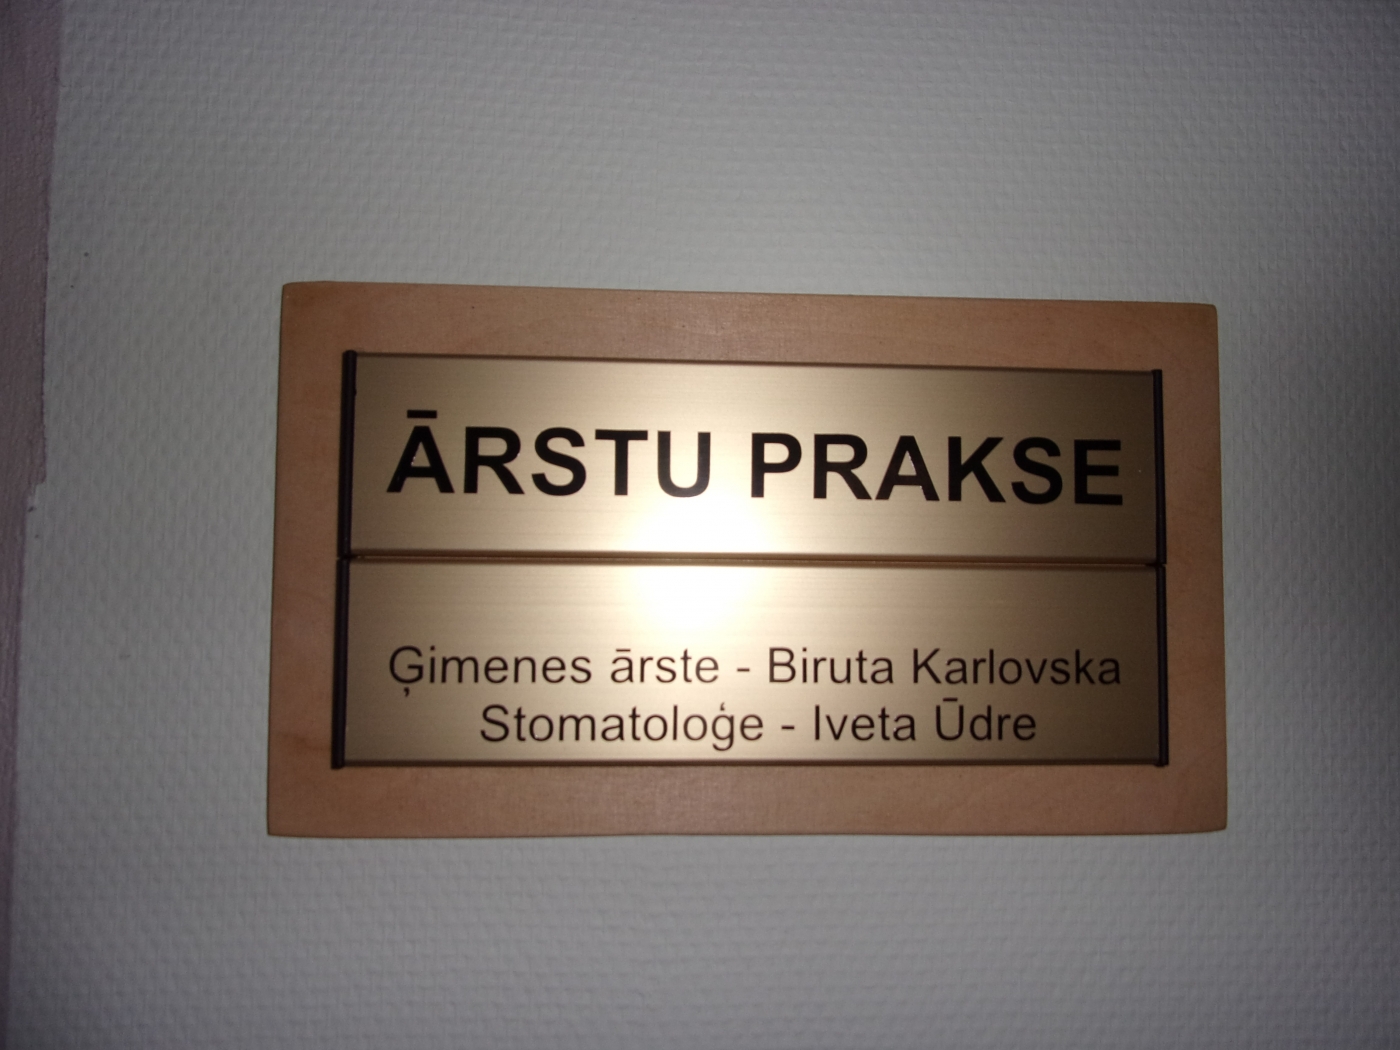 ĀRSTU PRAKSE
Ģimenes ārste - Biruta Karlovska
Stomatoloģe - Iveta Ūdre